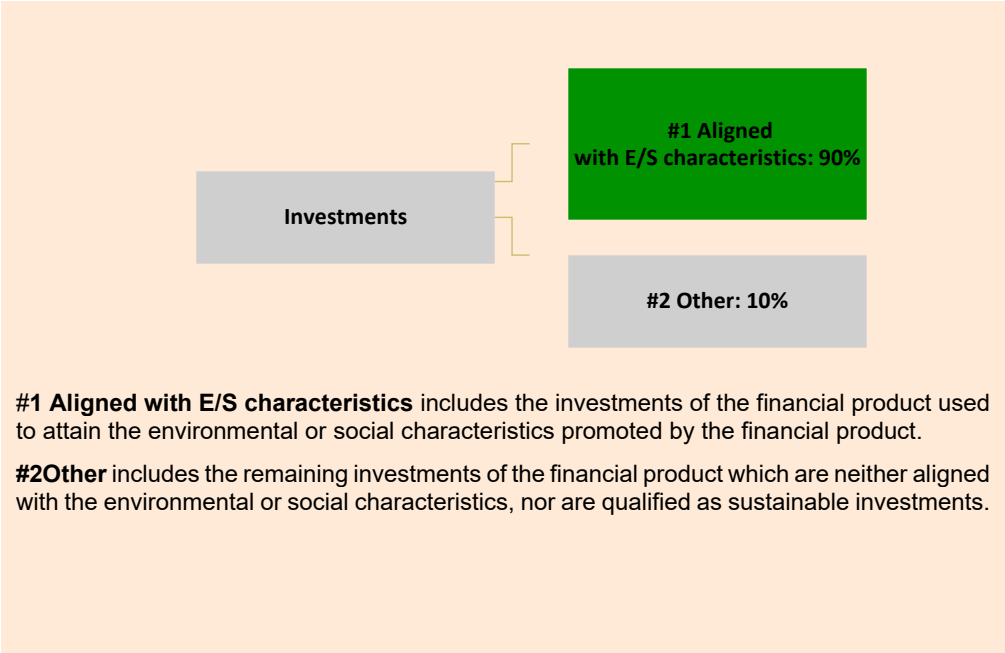 #1 Aligned
with E/S characteristics: 90%
Investments
#2 Other: 10%
#1 Aligned with E/S characteristics includes the investments of the financial product used
to attain the environmental or social characteristics promoted by the financial product.
#2Other includes the remaining investments of the financial product which are neither aligned
with the environmental or social characteristics, nor are qualified as sustainable investments.